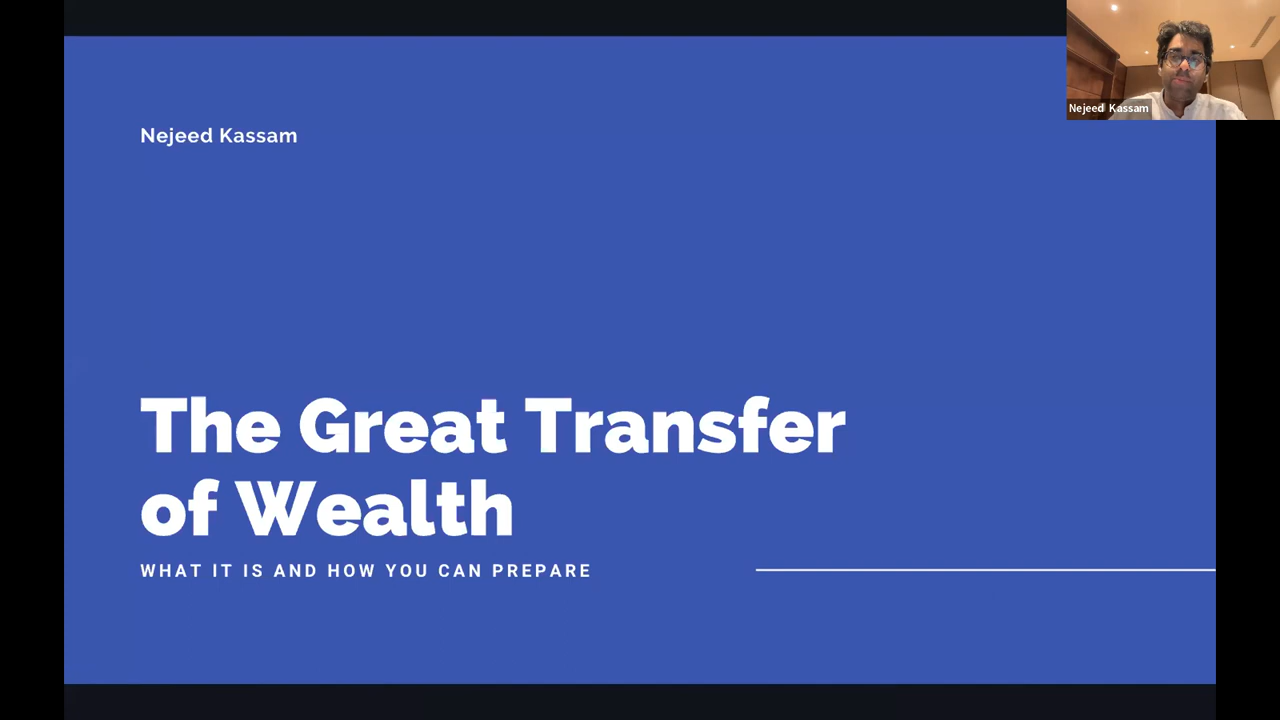 Nejeed Kassam
Nejeed Kassam
The Great Transfer
of Wealth
WHAT IT IS AND HOW YOU CAN PREPARE